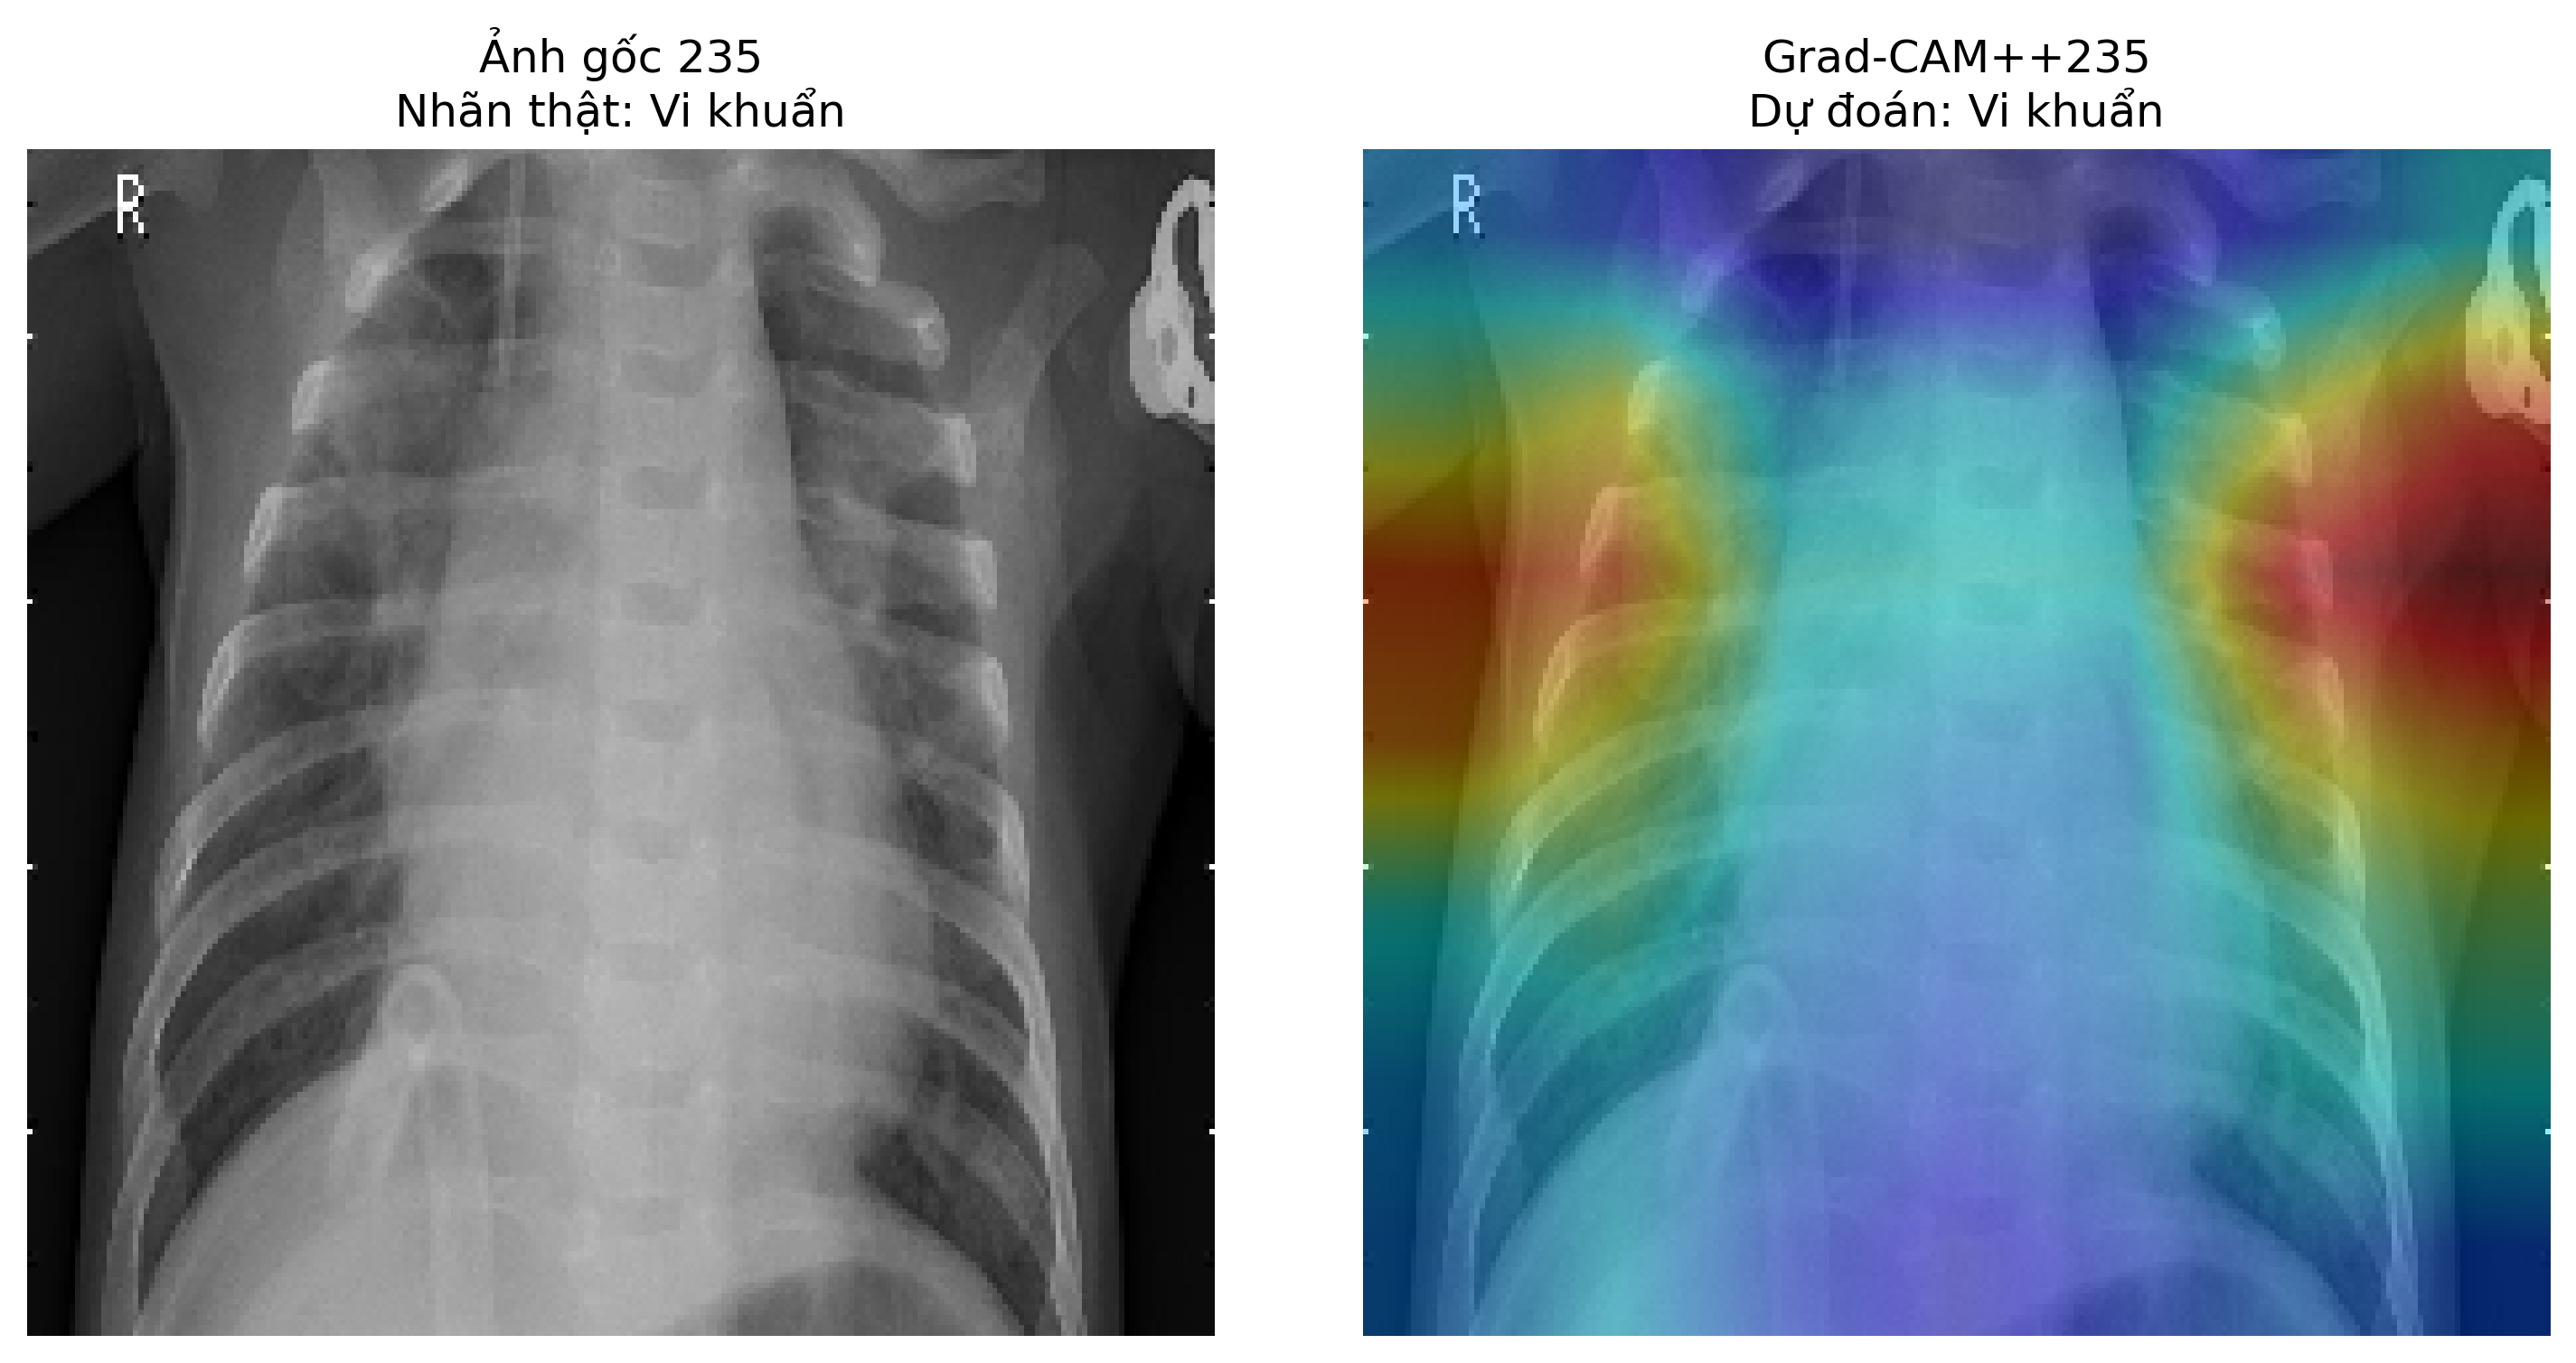 Ảnh gốc 235
Nhãn thật: Vi khuẩn
R
Grad-CAM++235
Dự đoán: Vi khuẩn
R